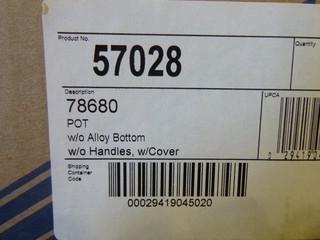 Product No.
Quantity
57028
Description
78680
UPCA
POT
w/o Alloy Bottom
w/o Handles, w/Cover
Shipping
Container
Code
00029419045020